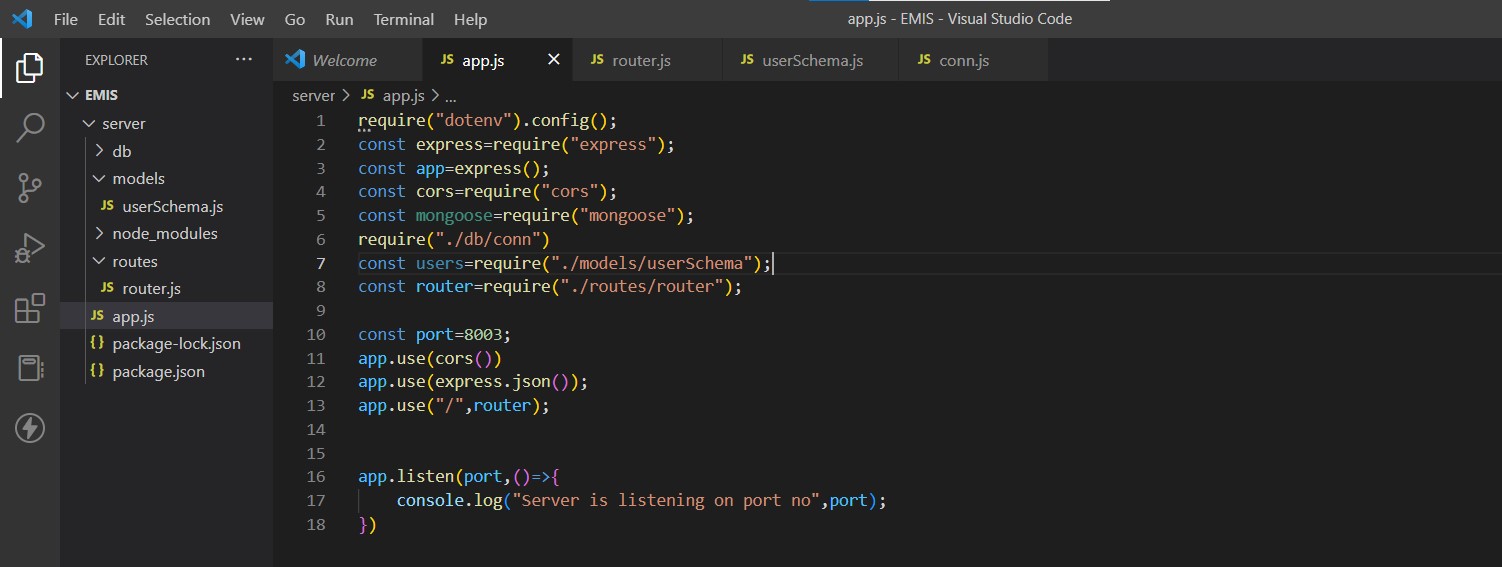 File Edit Selection View Go Run Terminal Help
app.js - EMIS - Visual Studio Code
EXPLORER ...
EMIS
server
db
models
JS userSchema.js
node_modules
routes
JS router.js
JS app.js
{} package-lock.json
{} package.json
Welcome
JS app.js
JS router.js
JS userSchema.js
JS conn.js
server > JS app.js > ...
1 require("dotenv").config();
2 const express=require("express");
3 const app=express();
4 const cors=require("cors");
5 const mongoose=require("mongoose");
6 require("./db/conn")
7 const users=require("./models/userSchema");
8 const router=require("./routes/router");
9
10 const port=8003;
11 app.use(cors())
12 app.use(express.json());
13 app.use("/",router);
14
15
16 app.listen(port,()=>{
17     console.log("Server is listening on port no",port);
18 })